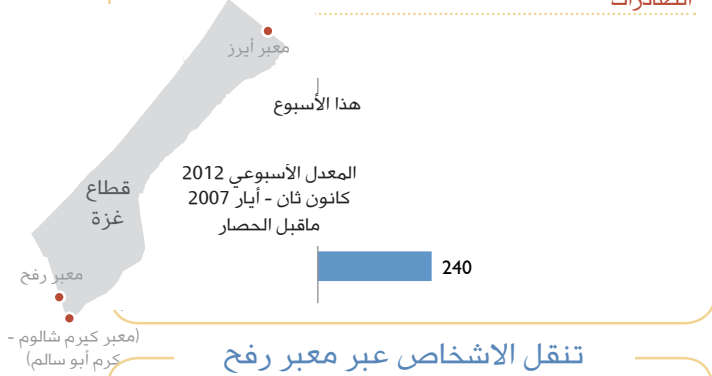 الصادرات
معبر أيرز
هذا الأسبوع
المعدل الأسبوعي 2012
كانون ثان - أيار 2007
ماقبل الحصار
240
قطاع
غزة
معبر رفح
(معبر كيرم شالوم -
كرم أبو سالم)
تنقل الاشخاص عبر معبر رفح